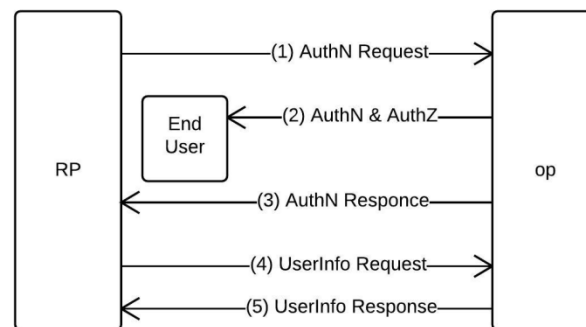 (1) AuthN Request
End
User
(2) AuthN & AuthZ
RP
op
(3) AuthN Responce
(4) UserInfo Request
(5) UserInfo Response